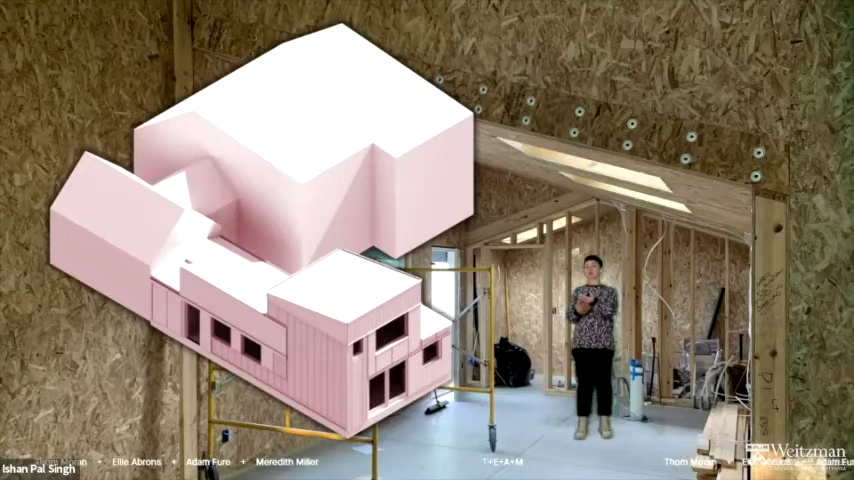 Thom Moran + Ellie Abrons + Adam Fure + Meredith Miller T+E+A+M Thom Moran
Ishan Pal Singh
Weitzman